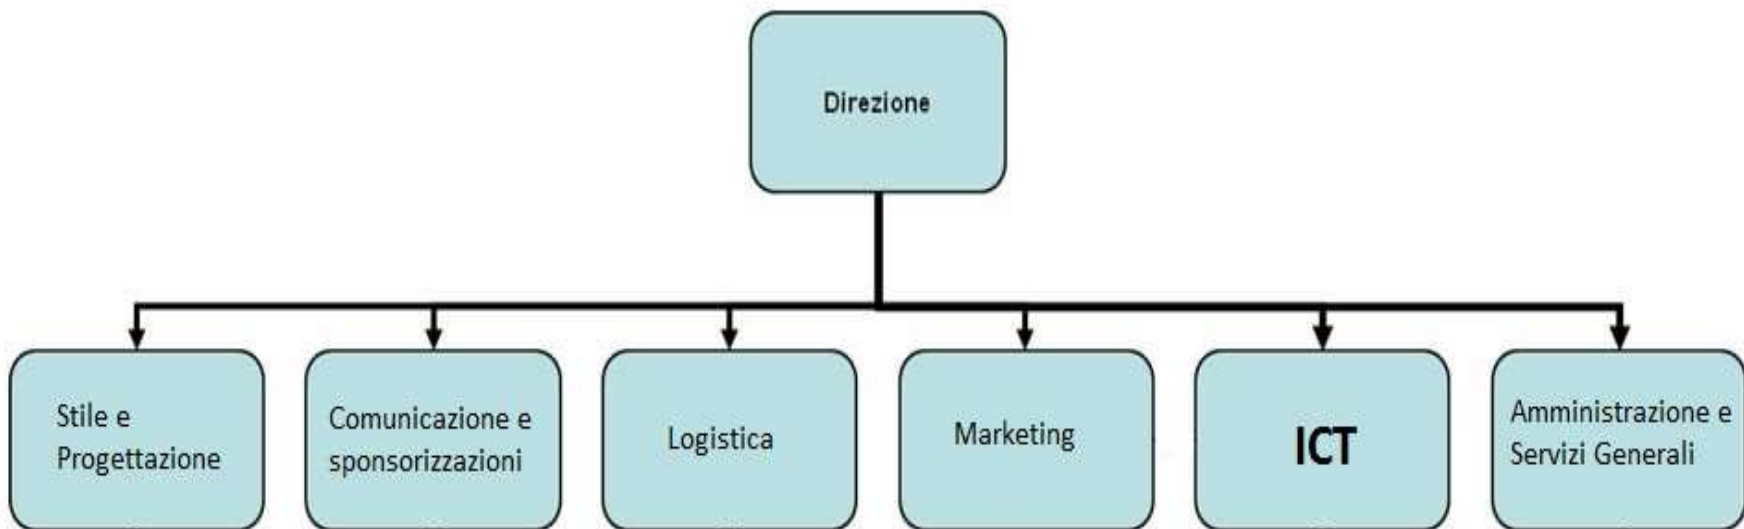 Direzione
Stile e
Progettazione
Comunicazione e
sponsorizzazioni
Logistica
Marketing
ICT
Amministrazione e
Servizi Generali